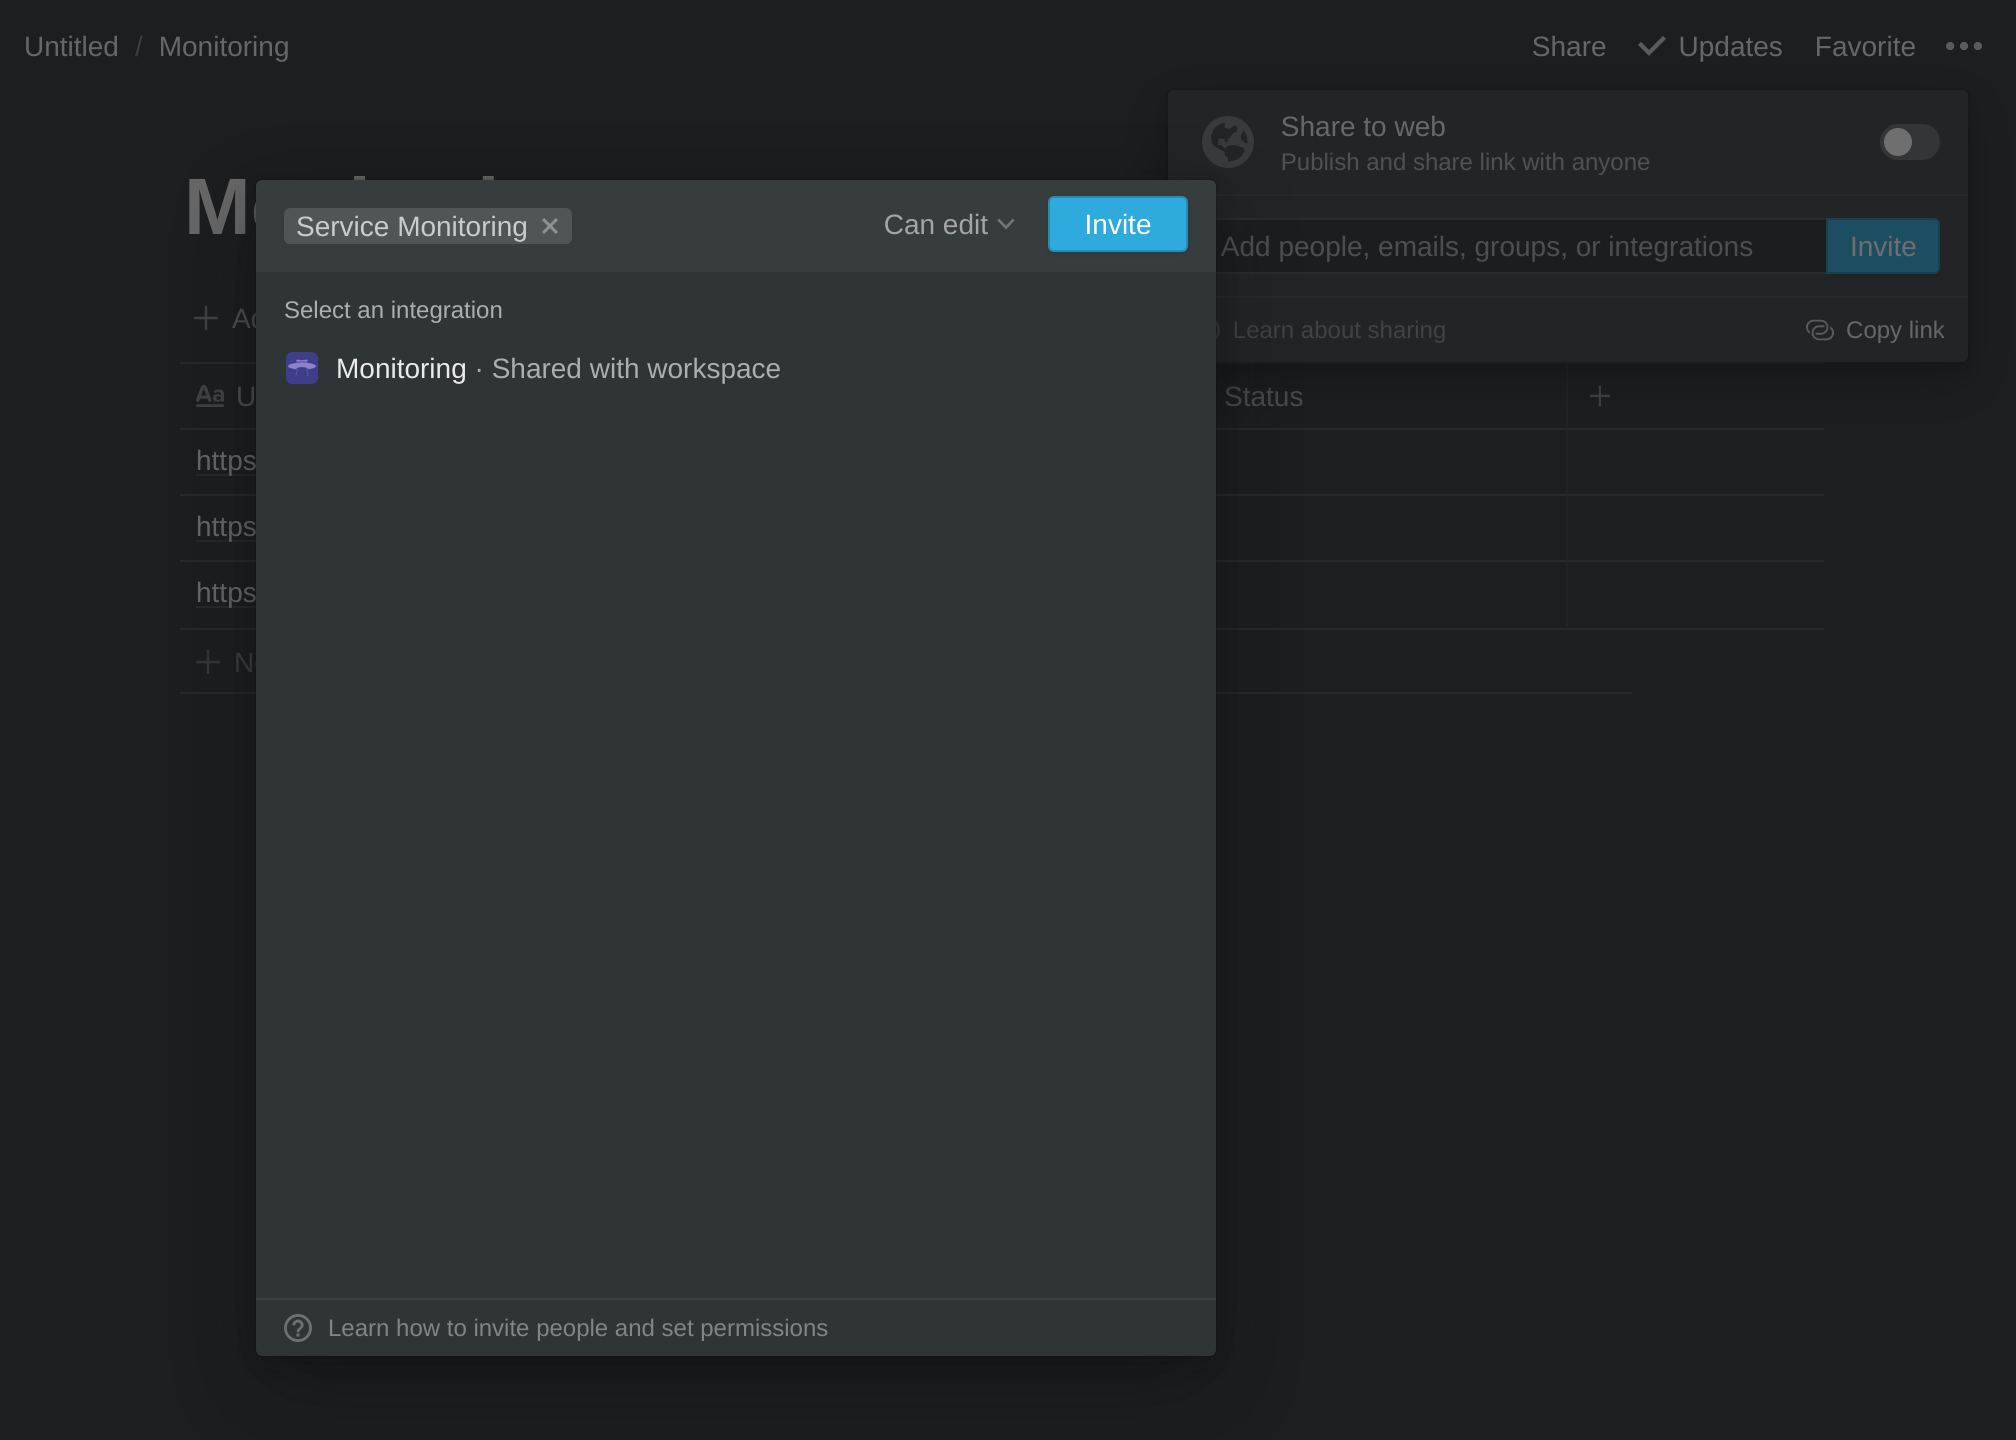 Untitled / Monitoring
Share Updates Favorite
Share to web
Publish and share link with anyone
Service Monitoring
Can edit
Invite
Add people, emails, groups, or integrations
Invite
Select an integration
Learn about sharing
Copy link
Monitoring · Shared with workspace
Aa
Status
https
https
https
Learn how to invite people and set permissions